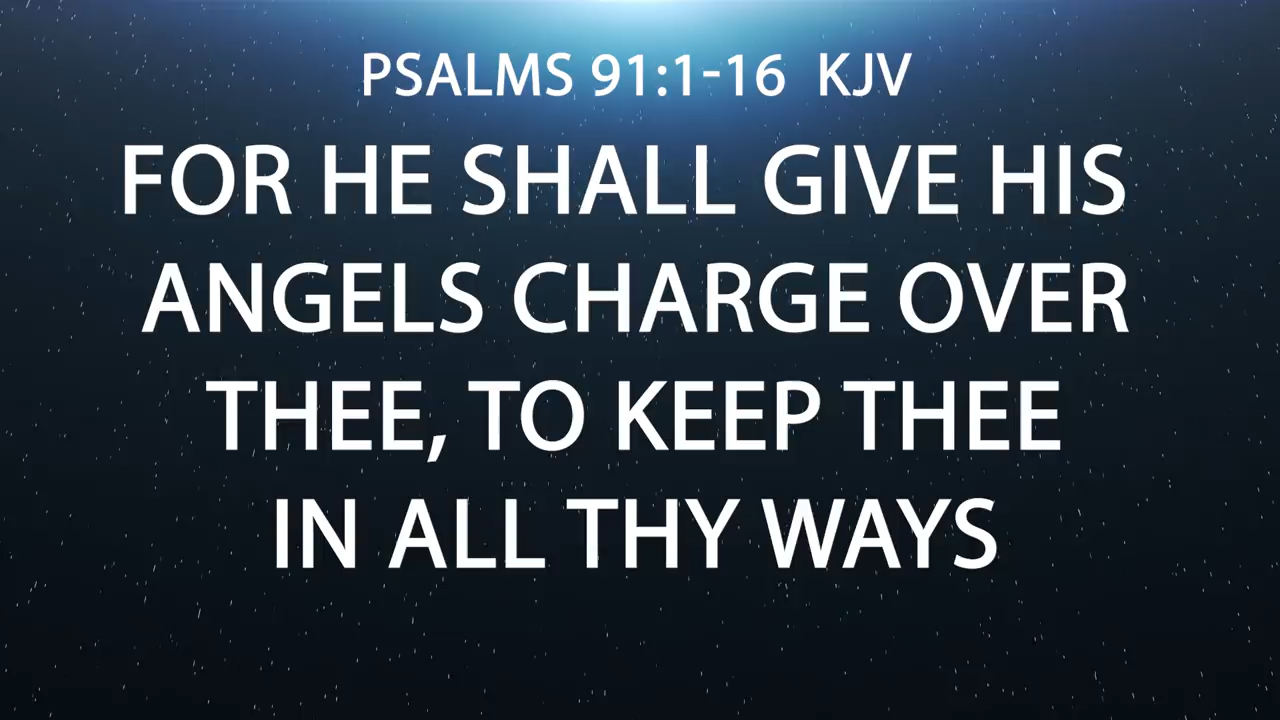 PSALMS 91:1-16 KJV
FOR HE SHALL GIVE HIS
ANGELS CHARGE OVER
THEE, TO KEEP THEE
IN ALL THY WAYS